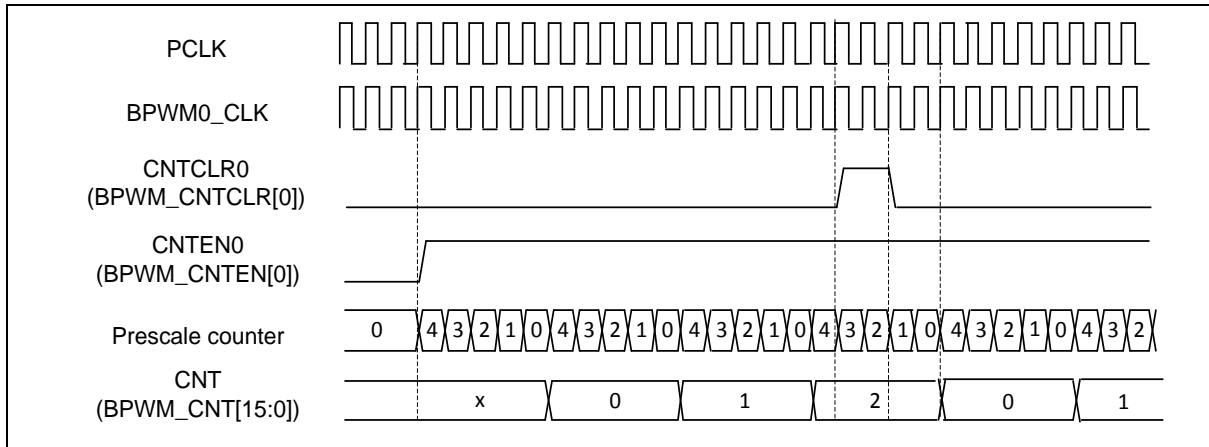 PCLK
BPWM0_CLK
CNTCLR0
(BPWM_CNTCLR[0])
CNTEN0
(BPWM_CNTEN[0])
Prescale counter 0 4 3 2 1 0 4 3 2 1 0 4 3 2 1 0 4 3 2 1 0 4 3 2 1 0 4 3 2
CNT
(BPWM_CNT[15:0]) x 0 1 2 0 1